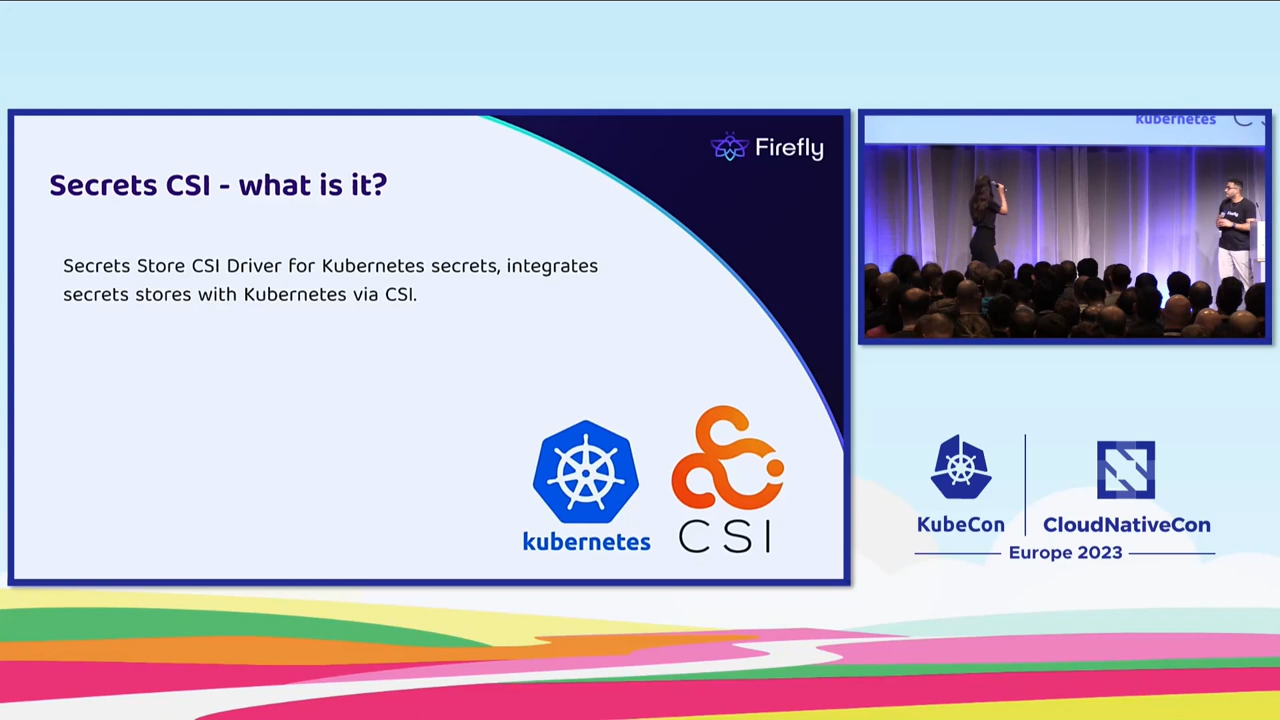 Firefly
Secrets CSI - what is it?
Secrets Store CSI Driver for Kubernetes secrets, integrates
secrets stores with Kubernetes via CSI.
kubernetes
CSI
kubernetes
KubeCon
CloudNativeCon
Europe 2023